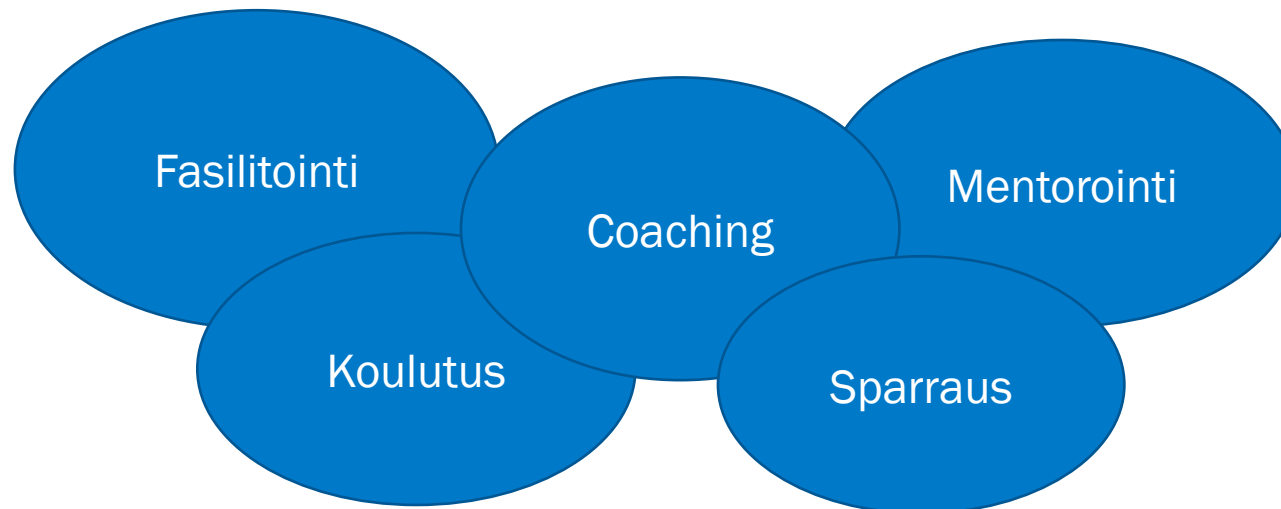 Fasilitointi
Mentorointi
Coaching
Koulutus
Sparraus